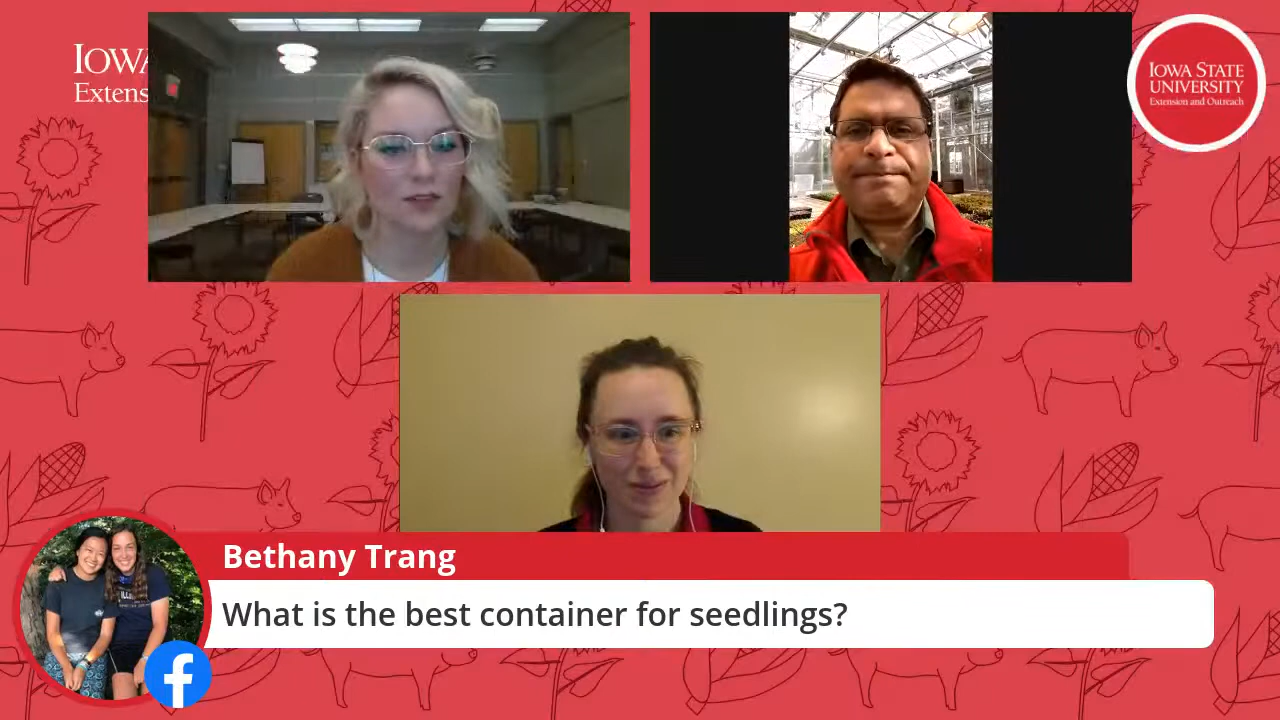 IOWA
Extens
IOWA STATE
UNIVERSITY
Extension and Outreach
Bethany Trang
What is the best container for seedlings?